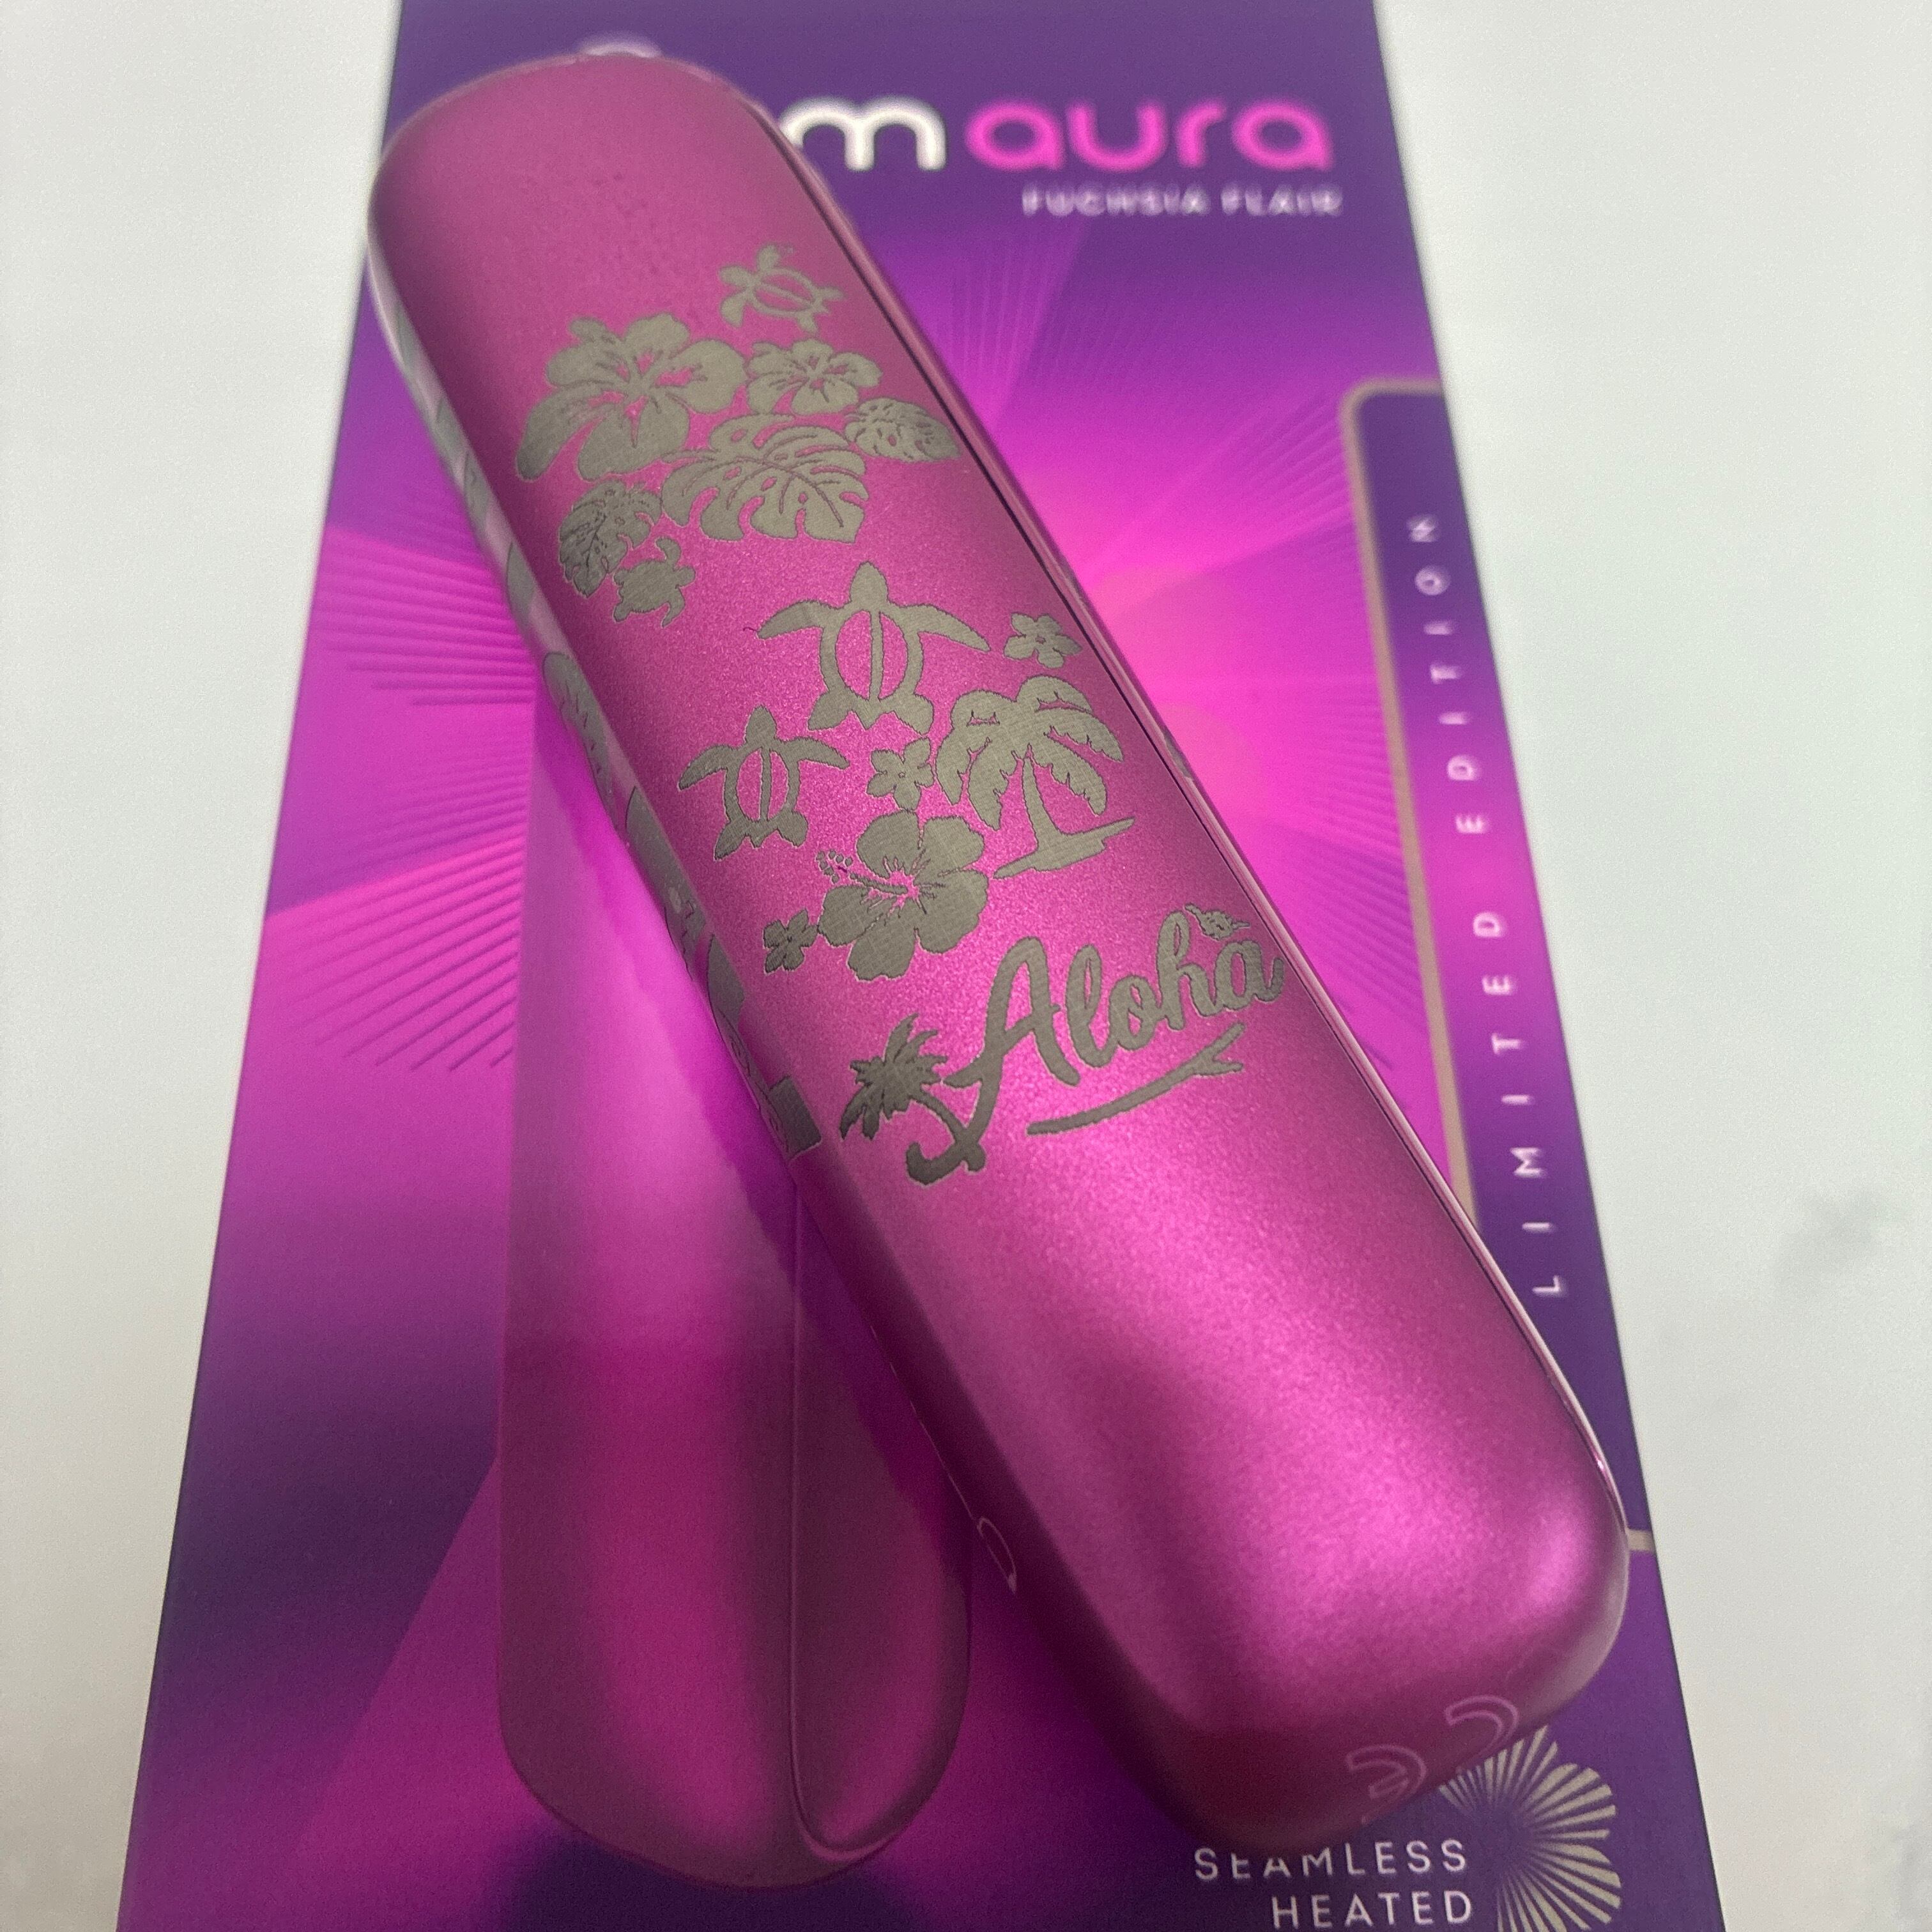 m aura
FUCHSIA FLAIR
LIMITED EDITION
Aloha
SEAMLESS
HEATED